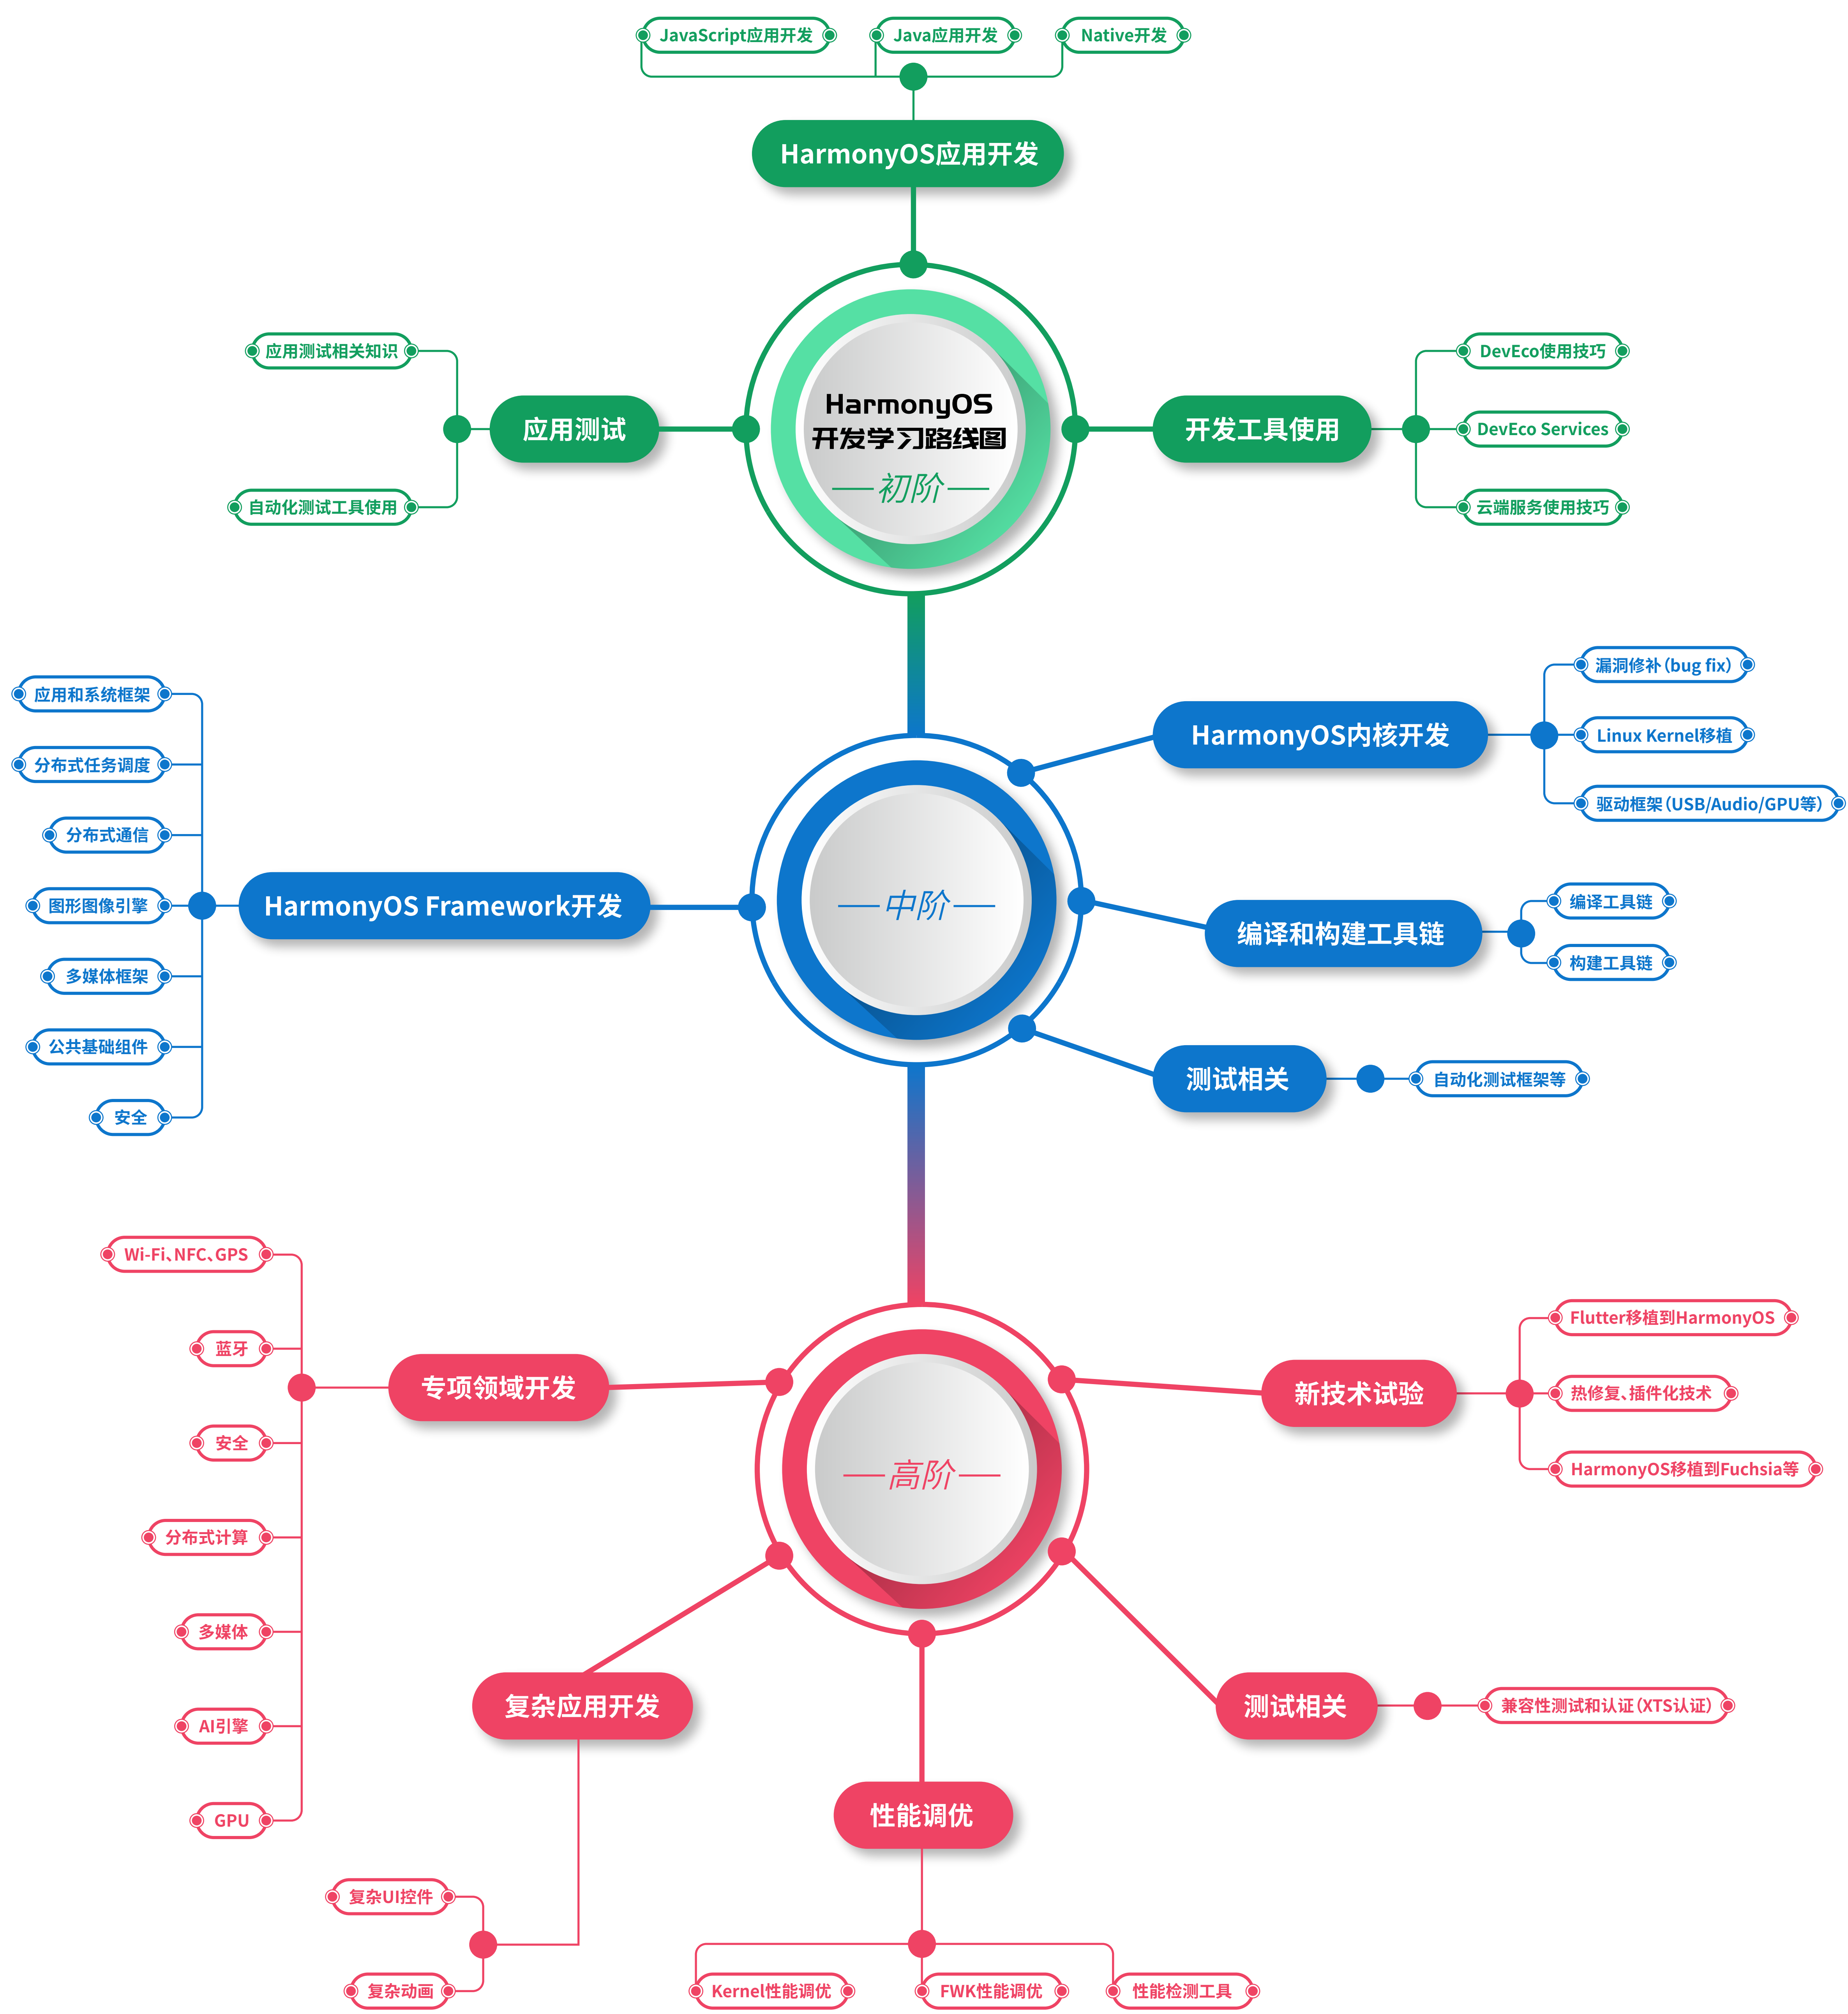 JavaScript应用开发
Java应用开发
Native开发
HarmonyOS应用开发
HarmonyOS
开发学习路线图
初阶
应用测试
应用测试相关知识
自动化测试工具使用
开发工具使用
DevEco使用技巧
DevEco Services
云端服务使用技巧
中阶
HarmonyOS Framework开发
应用和系统框架
分布式任务调度
分布式通信
图形图像引擎
多媒体框架
公共基础组件
安全
HarmonyOS内核开发
漏洞修补(bug fix)
Linux Kernel移植
驱动框架(USB/Audio/GPU等)
编译和构建工具链
编译工具链
构建工具链
测试相关
自动化测试框架等
高阶
专项领域开发
Wi-Fi、NFC、GPS
蓝牙
安全
分布式计算
多媒体
AI引擎
GPU
新技术试验
Flutter移植到HarmonyOS
热修复、插件化技术
HarmonyOS移植到Fuchsia等
测试相关
兼容性测试和认证(XTS认证)
复杂应用开发
复杂UI控件
复杂动画
性能调优
Kernel性能调优
FWK性能调优
性能检测工具